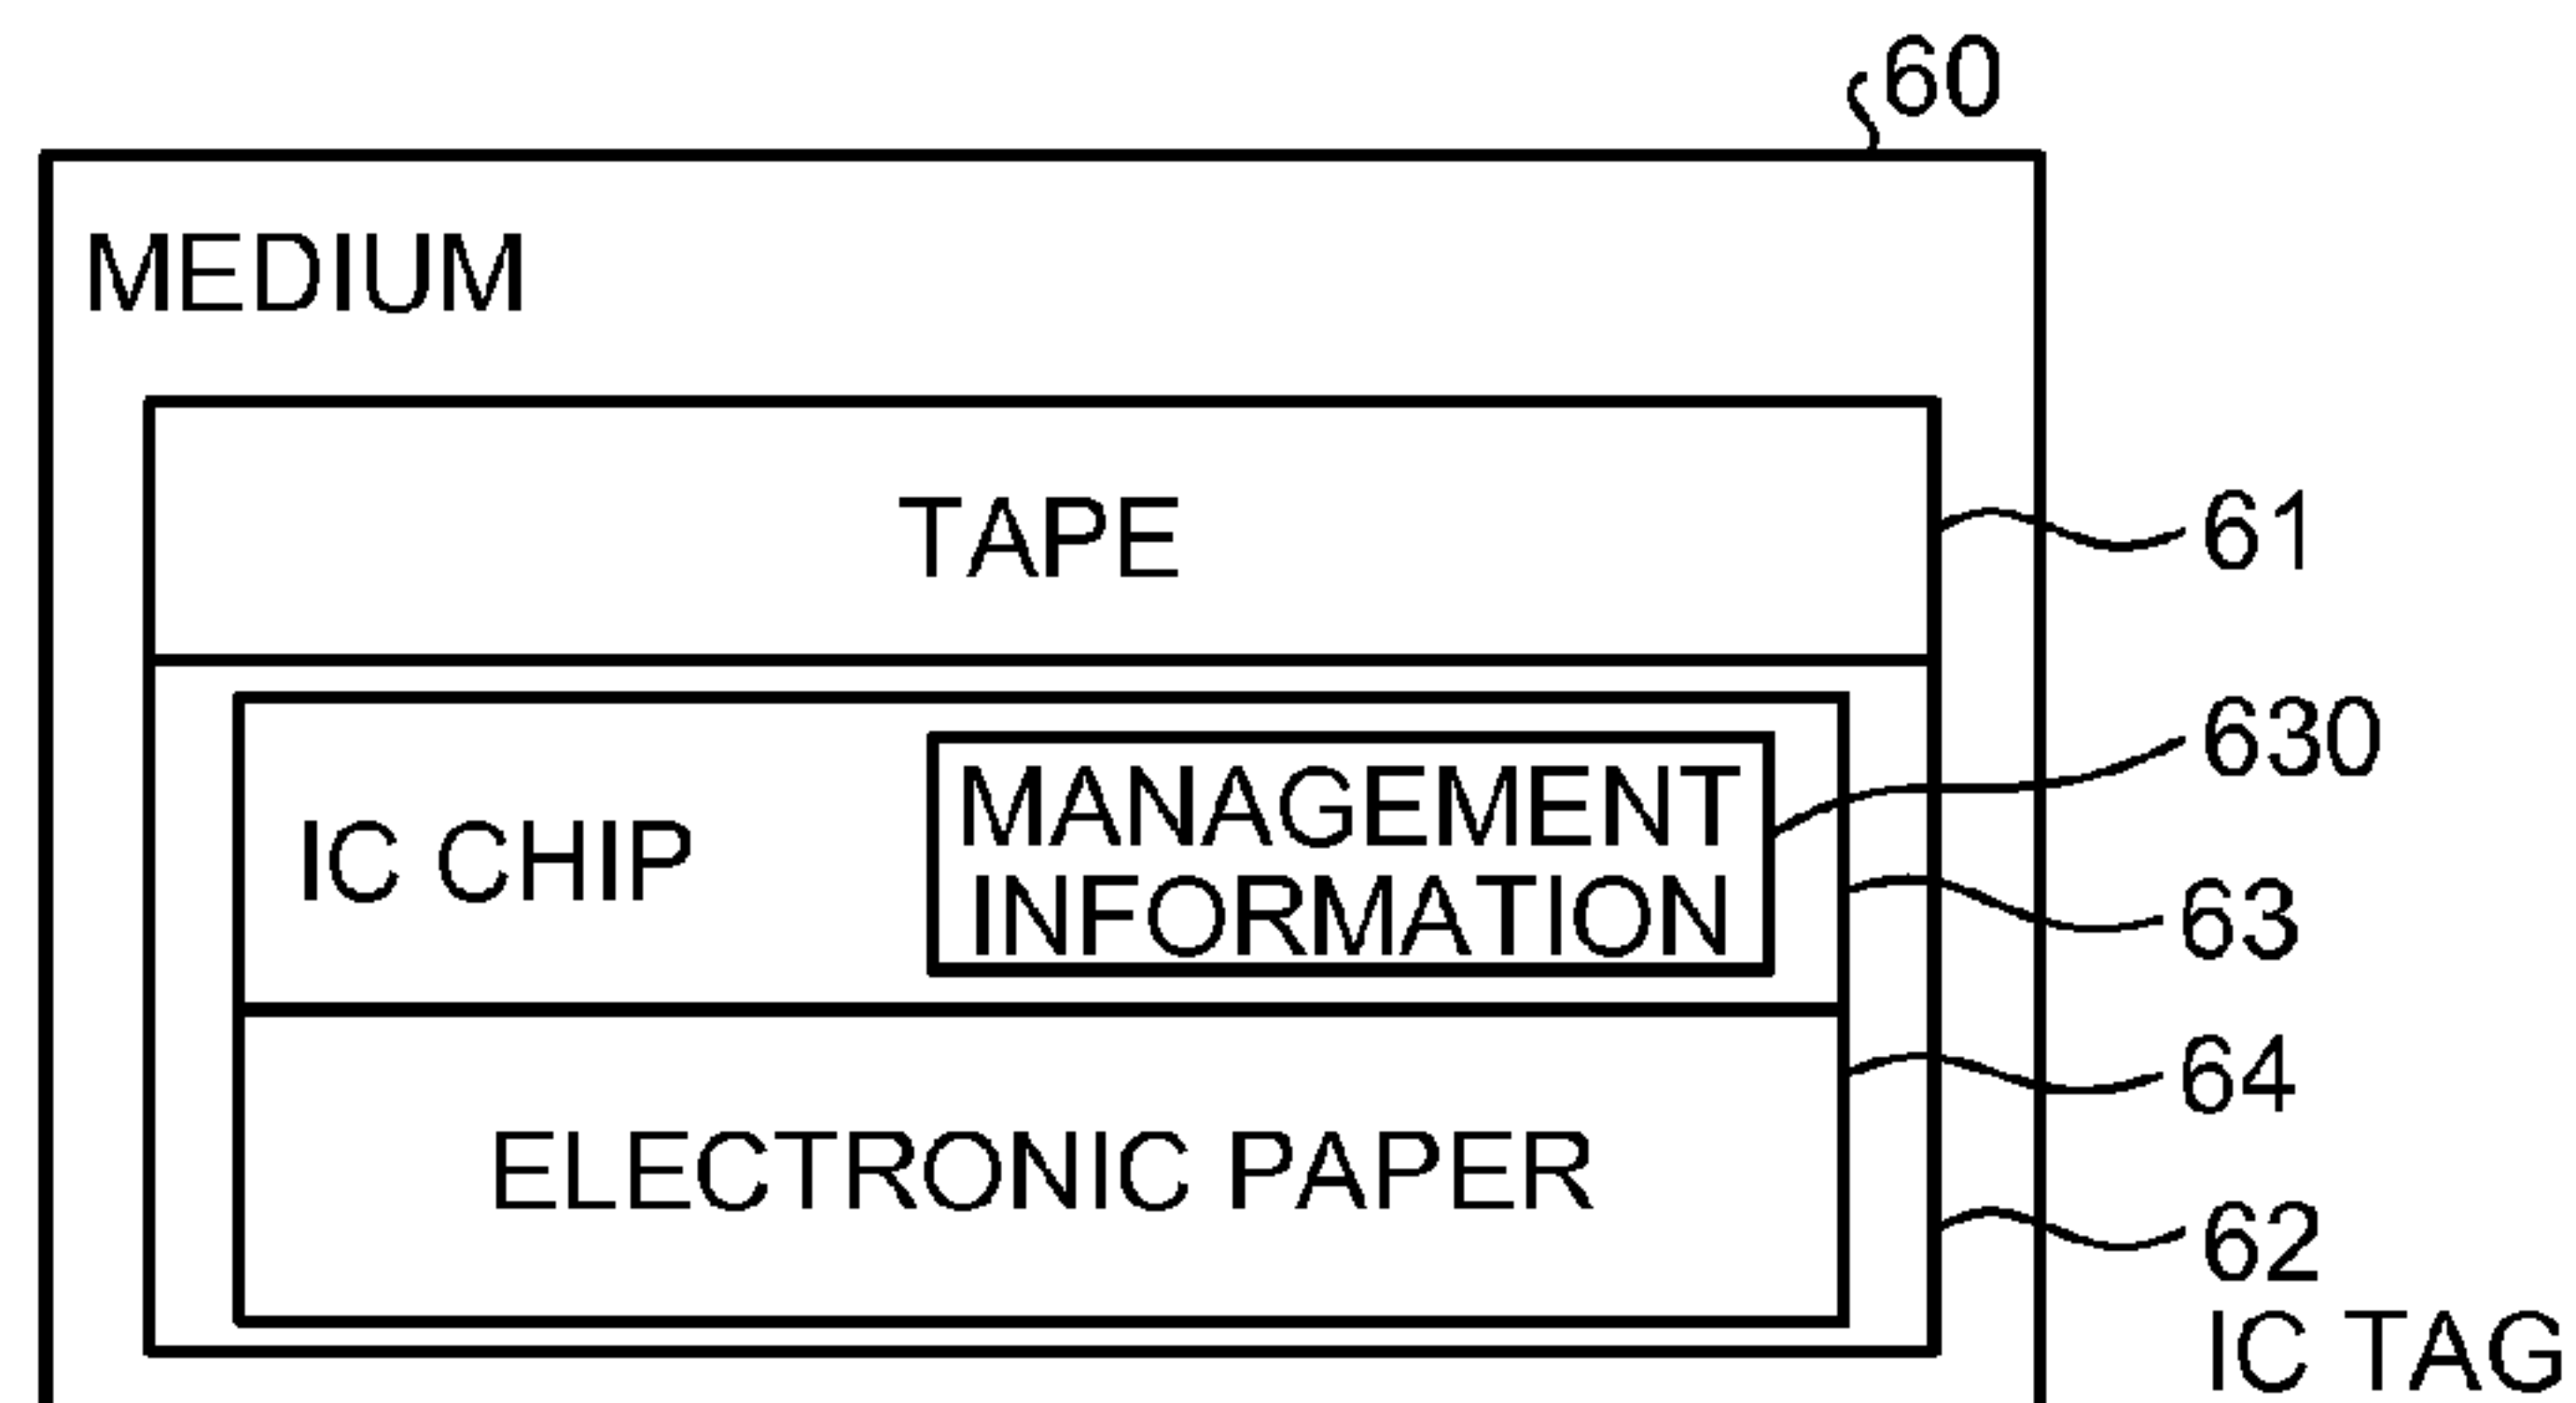 60
MEDIUM
TAPE
61
630
MANAGEMENT
INFORMATION
IC CHIP
63
64
ELECTRONIC PAPER
62
IC TAG